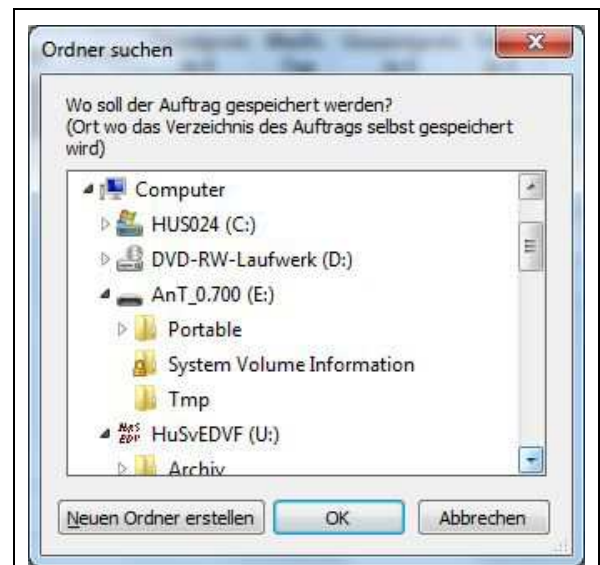 Ordner suchen
Wo soll der Auftrag gespeichert werden?
(Ort wo das Verzeichnis des Auftrags selbst gespeichert
wird)
Computer
HUS024 (C:)
DVD-RW-Laufwerk (D:)
AnT_0.700 (E:)
Portable
System Volume Information
Tmp
HuSvEDVF (U:)
Archiv
Neuen Ordner erstellen
OK
Abbrechen